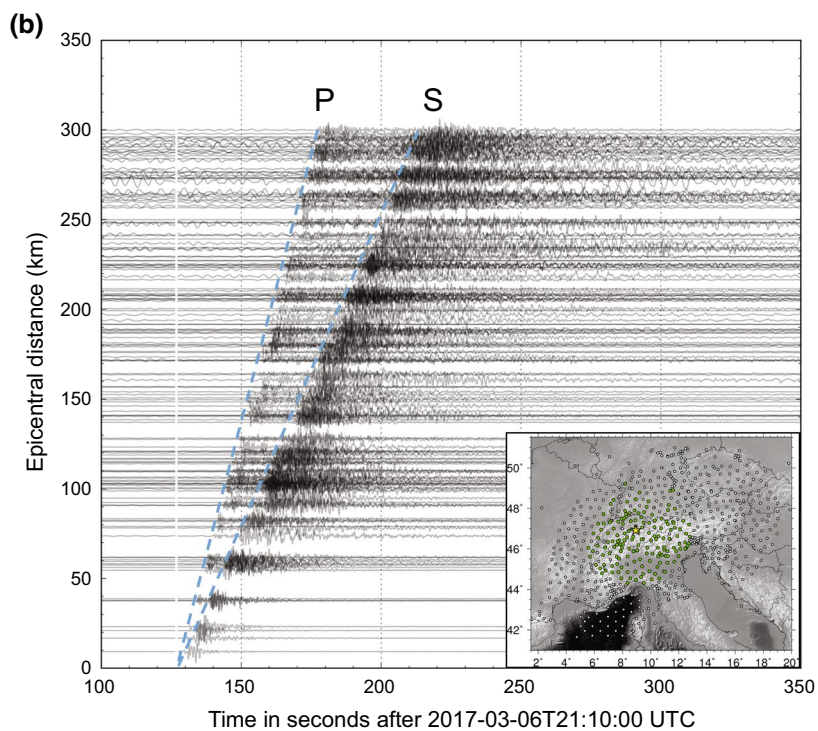 (b)
350
300
250
200
150
100
50
0
P
S
Epicentral distance (km)
50˚
48˚
46˚
44˚
42˚
2˚ 4˚ 6˚ 8˚ 10˚ 12˚ 14˚ 16˚ 18˚ 20˚
100 150 200 250 300 350
Time in seconds after 2017-03-06T21:10:00 UTC